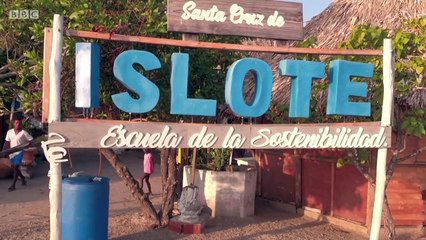 BBC
Santa Cruz de
ISLOTE
Escuela de la Sostenibilidad